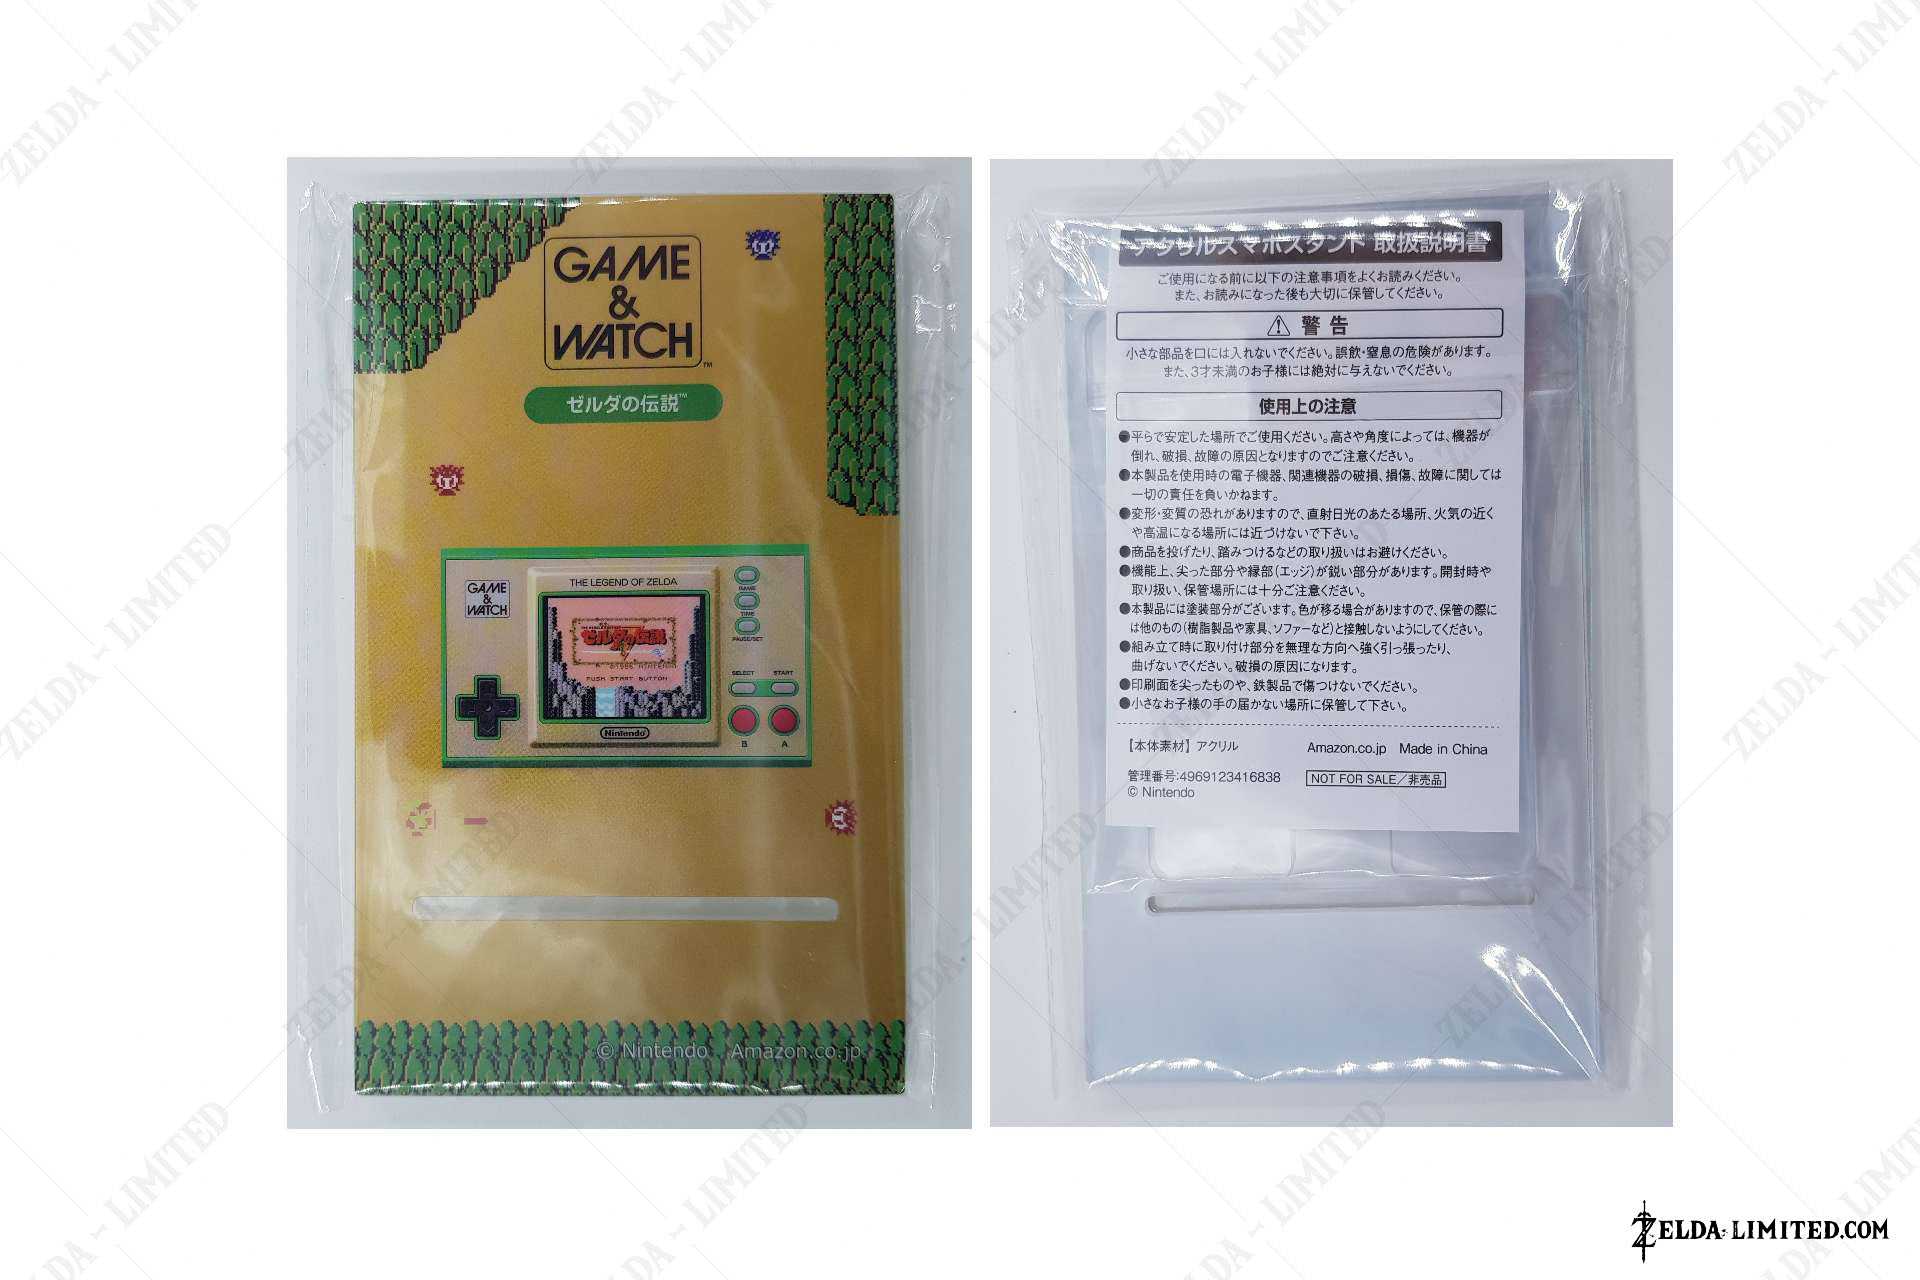 GAME
&
WATCH™
ゼルダの伝説™
GAME
&
WATCH
THE LEGEND OF ZELDA
GAME
TIME
PAUSE/SET
ゼルダの伝説
©1986 NINTENDO
PUSH START BUTTON
SELECT START
Nintendo
B A
© Nintendo Amazon.co.jp
アクリルスマホスタンド 取扱説明書
ご使用になる前に以下の注意事項をよくお読みください。
また、お読みになった後も大切に保管してください。
⚠ 警 告
小さな部品を口には入れないでください。誤飲・窒息の危険があります。
また、3才未満のお子様には絶対に与えないでください。
使用上の注意
●平らで安定した場所でご使用ください。高さや角度によっては、機器が
倒れ、破損、故障の原因となりますのでご注意ください。
●本製品を使用時の電子機器、関連機器の破損、損傷、故障に関しては
一切の責任を負いかねます。
●変形・変質の恐れがありますので、直射日光のあたる場所、火気の近く
や高温になる場所には近づけないで下さい。
●商品を投げたり、踏みつけるなどの取り扱いはお避けください。
●機能上、尖った部分や縁部(エッジ)が鋭い部分があります。開封時や
取り扱い、保管場所には十分ご注意ください。
●本製品には塗装部分がございます。色が移る場合がありますので、保管の際に
は他のもの(樹脂製品や家具、ソファーなど)と接触しないようにしてください。
●組み立て時に取り付け部分を無理な方向へ強く引っ張ったり、
曲げないでください。破損の原因になります。
●印刷面を尖ったものや、鉄製品で傷つけないでください。
●小さなお子様の手の届かない場所に保管して下さい。
【本体素材】アクリル Amazon.co.jp Made in China
管理番号:4969123416838 NOT FOR SALE/非売品
© Nintendo
ZELDA-LIMITED.COM